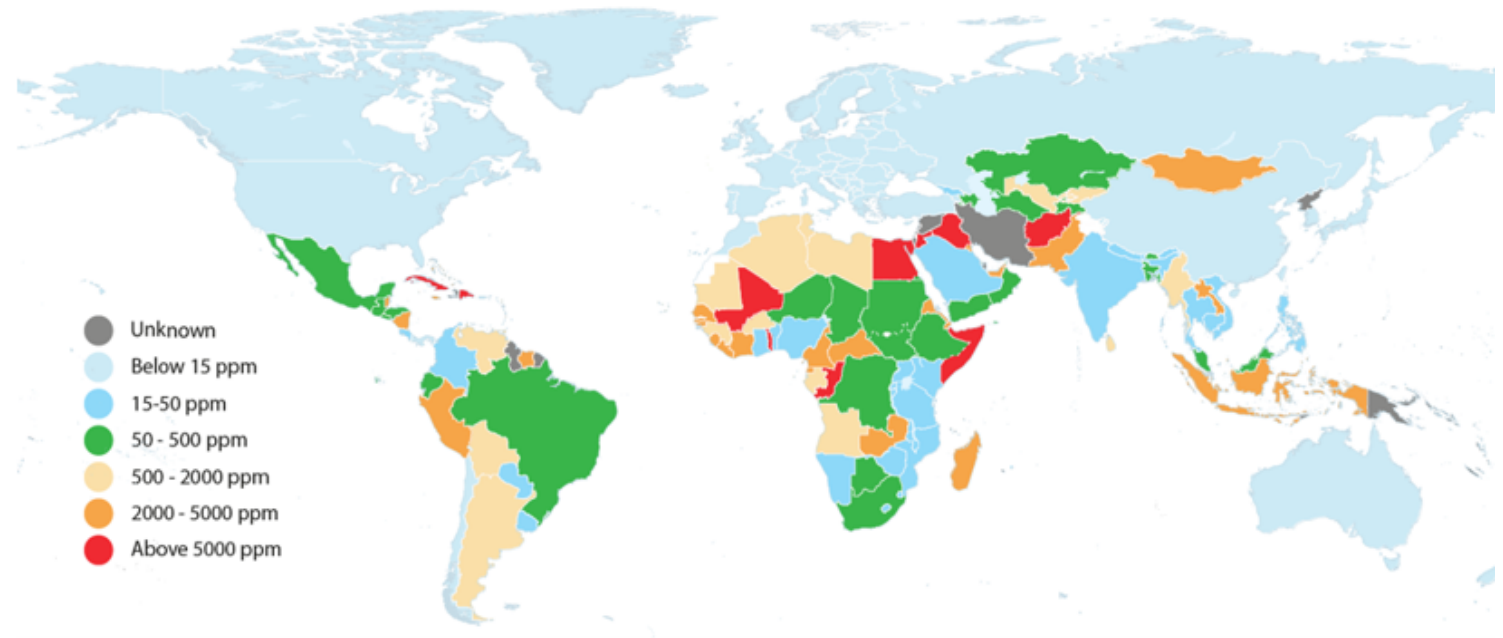 Unknown
Below 15 ppm
15-50 ppm
50 - 500 ppm
500 - 2000 ppm
2000 - 5000 ppm
Above 5000 ppm